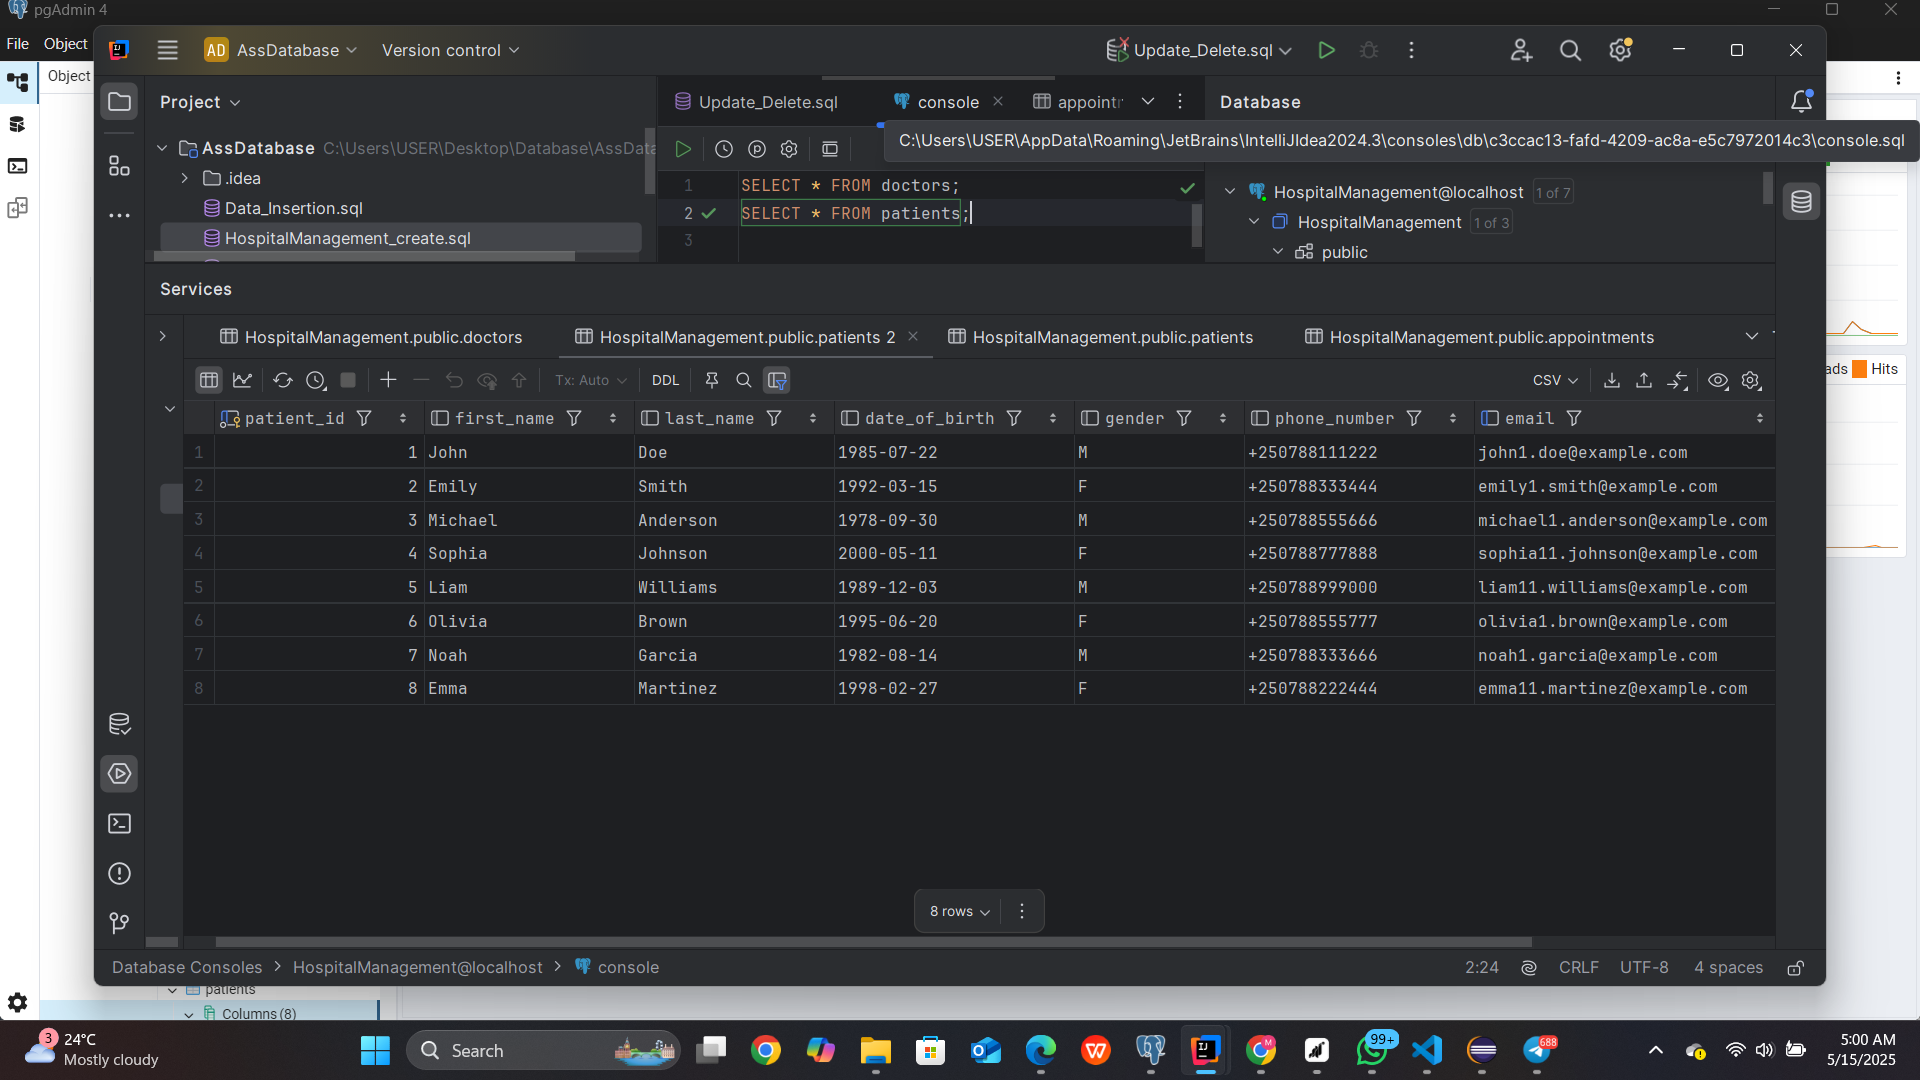 pgAdmin 4
File Object
Object
AD AssDatabase Version control Update_Delete.sql
Project
Update_Delete.sql console appointr
Database
AssDatabase C:\Users\USER\Desktop\Database\AssData
C:\Users\USER\AppData\Roaming\JetBrains\IntelliJIdea2024.3\consoles\db\c3ccac13-fafd-4209-ac8a-e5c7972014c3\console.sql
.idea
Data_Insertion.sql
HospitalManagement_create.sql
1 SELECT * FROM doctors;
2 SELECT * FROM patients;
3
HospitalManagement@localhost 1 of 7
HospitalManagement 1 of 3
public
Services
HospitalManagement.public.doctors HospitalManagement.public.patients 2 HospitalManagement.public.patients HospitalManagement.public.appointments
Tx: Auto DDL CSV
ads Hits
patient_id first_name last_name date_of_birth gender phone_number email
1 1 John Doe 1985-07-22 M +250788111222 john1.doe@example.com
2 2 Emily Smith 1992-03-15 F +250788333444 emily1.smith@example.com
3 3 Michael Anderson 1978-09-30 M +250788555666 michael1.anderson@example.com
4 4 Sophia Johnson 2000-05-11 F +250788777888 sophia11.johnson@example.com
5 5 Liam Williams 1989-12-03 M +250788999000 liam11.williams@example.com
6 6 Olivia Brown 1995-06-20 F +250788555777 olivia1.brown@example.com
7 7 Noah Garcia 1982-08-14 M +250788333666 noah1.garcia@example.com
8 8 Emma Martinez 1998-02-27 F +250788222444 emma11.martinez@example.com
8 rows
Database Consoles HospitalManagement@localhost console
2:24 CRLF UTF-8 4 spaces
patients
Columns (8)
3 24°C
Mostly cloudy
Search
99+
688
5:00 AM
5/15/2025